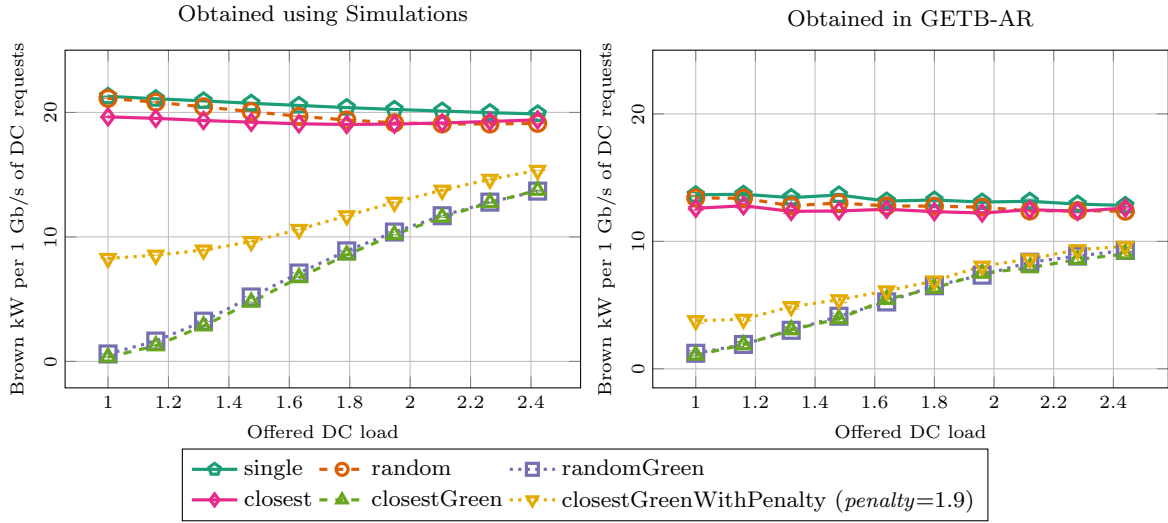 Obtained using Simulations
Brown kW per 1 Gb/s of DC requests
20
10
0
1 1.2 1.4 1.6 1.8 2 2.2 2.4
Offered DC load
Obtained in GETB-AR
Brown kW per 1 Gb/s of DC requests
20
10
0
1 1.2 1.4 1.6 1.8 2 2.2 2.4
Offered DC load
single random randomGreen
closest closestGreen closestGreenWithPenalty (penalty=1.9)